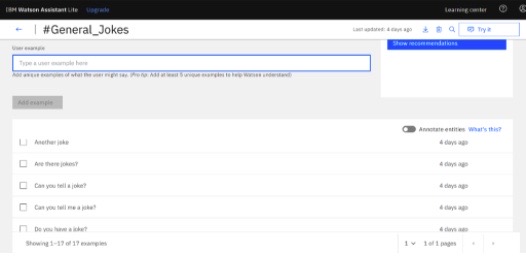 IBM Watson Assistant Lite Upgrade Learning center
← #General_Jokes Last updated: 4 days ago Try it
Show recommendations
User example
Type a user example here
Add unique examples of what the user might say. (Pro tip: Add at least 5 unique examples to help Watson understand)
Add example
Annotate entities What's this?
Another joke 4 days ago
Are there jokes? 4 days ago
Can you tell a joke? 4 days ago
Can you tell me a joke? 4 days ago
Do you have a joke? 4 days ago
Showing 1–17 of 17 examples 1 1 of 1 pages